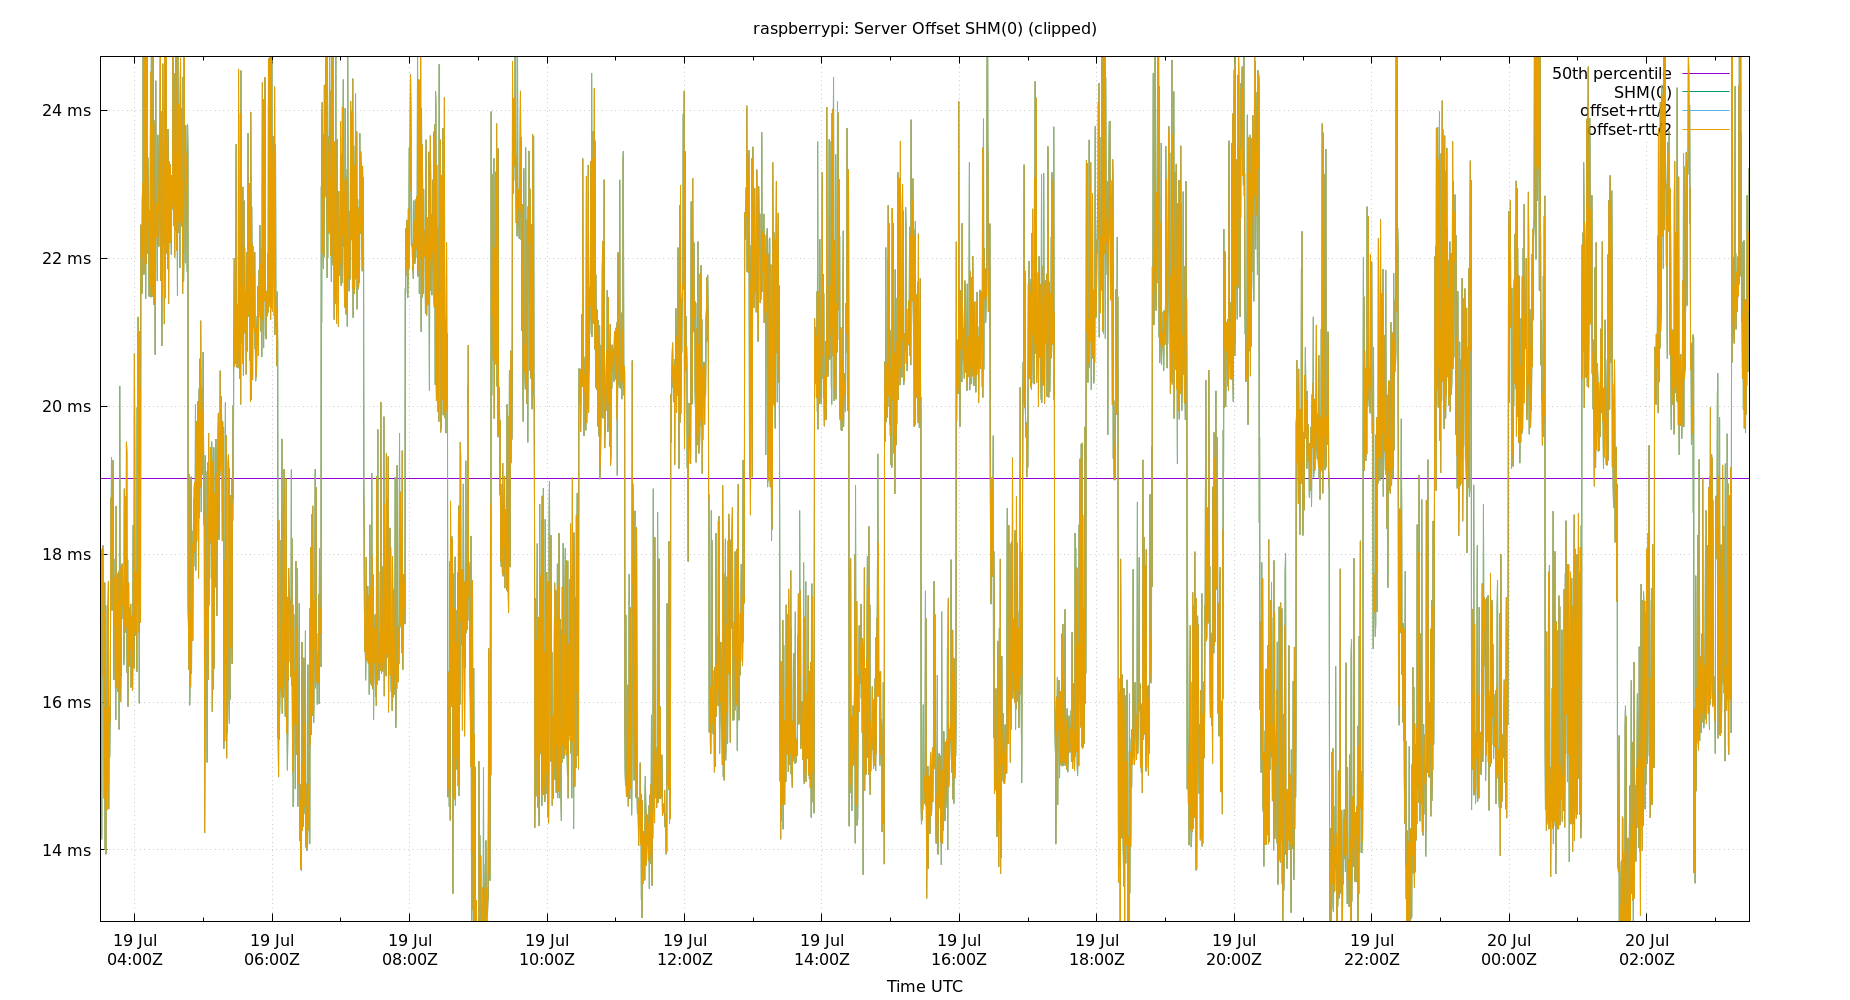 raspberrypi: Server Offset SHM(0) (clipped)
50th percentile
SHM(0)
offset+rtt/2
offset-rtt/2
24 ms
22 ms
20 ms
18 ms
16 ms
14 ms
19 Jul 19 Jul 19 Jul 19 Jul 19 Jul 19 Jul 19 Jul 19 Jul 19 Jul 19 Jul 20 Jul 20 Jul
04:00Z 06:00Z 08:00Z 10:00Z 12:00Z 14:00Z 16:00Z 18:00Z 20:00Z 22:00Z 00:00Z 02:00Z
Time UTC